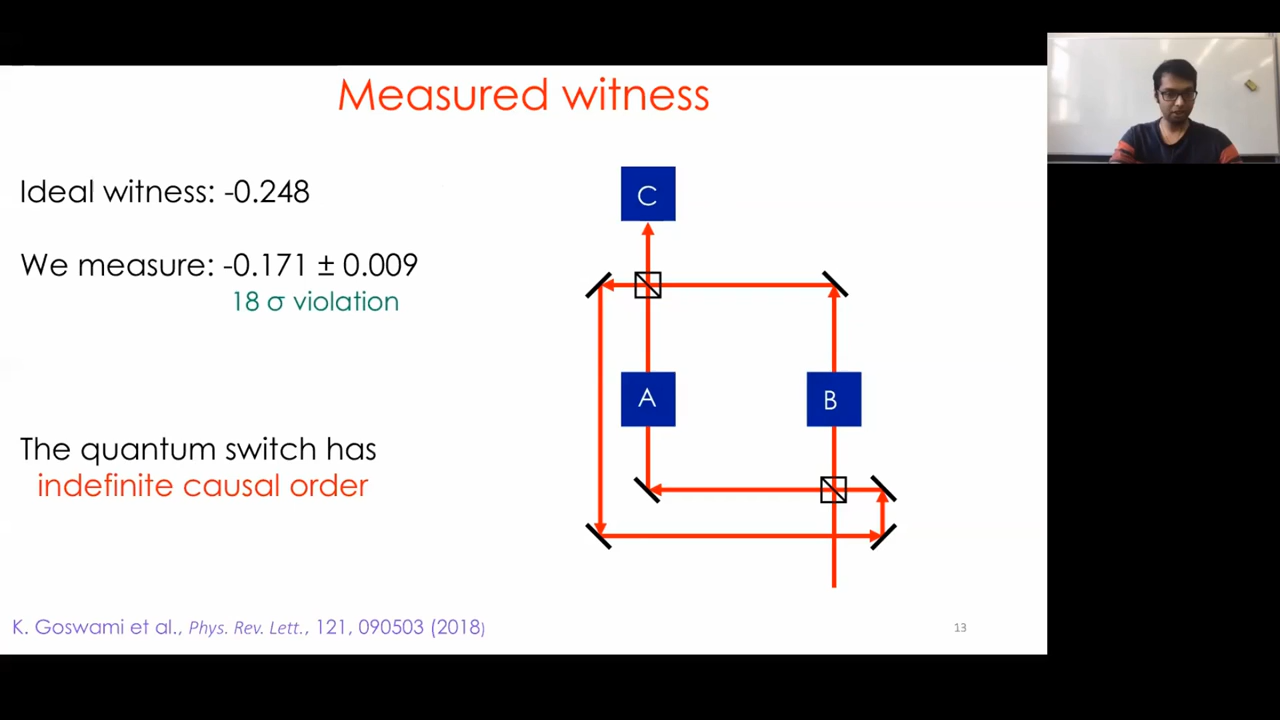 Measured witness
Ideal witness: -0.248
We measure: -0.171 ± 0.009
18 σ violation
The quantum switch has
indefinite causal order
C
A
B
K. Goswami et al., Phys. Rev. Lett., 121, 090503 (2018)
13